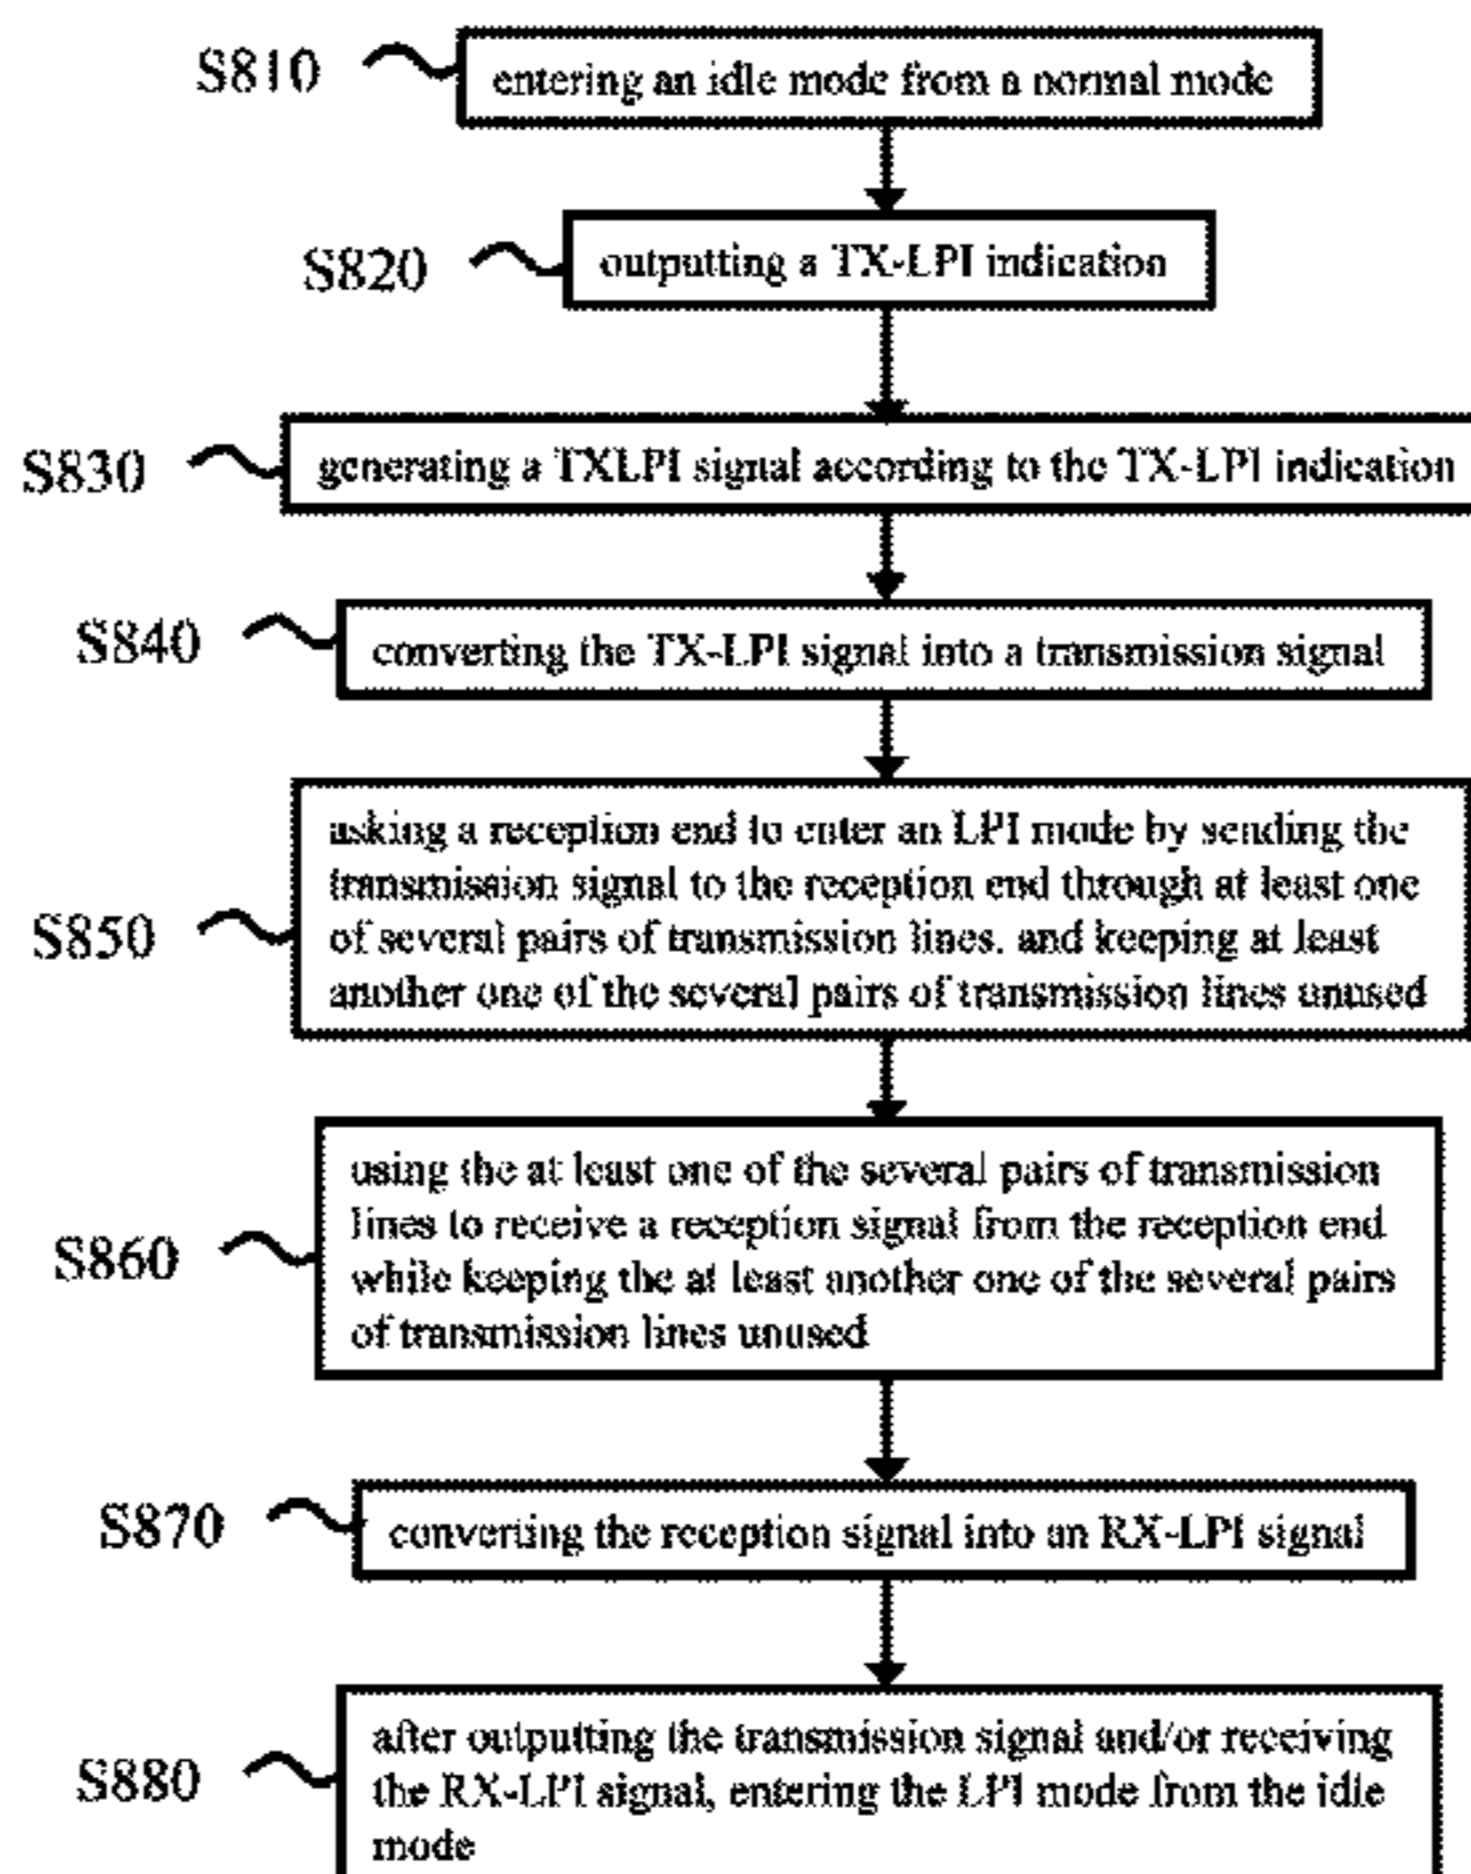 S810
entering an idle mode from a normal mode
S820
outputting a TX-LPI indication
S830
generating a TXLPI signal according to the TX-LPI indication
S840
converting the TX-LPI signal into a transmission signal
S850
asking a reception end to enter an LPI mode by sending the
transmission signal to the reception end through at least one
of several pairs of transmission lines. and keeping at least
another one of the several pairs of transmission lines unused
S860
using the at least one of the several pairs of transmission
lines to receive a reception signal from the reception end
while keeping the at least another one of the several pairs
of transmission lines unused
S870
converting the reception signal into an RX-LPI signal
S880
after outputting the transmission signal and/or receiving
the RX-LPI signal, entering the LPI mode from the idle
mode